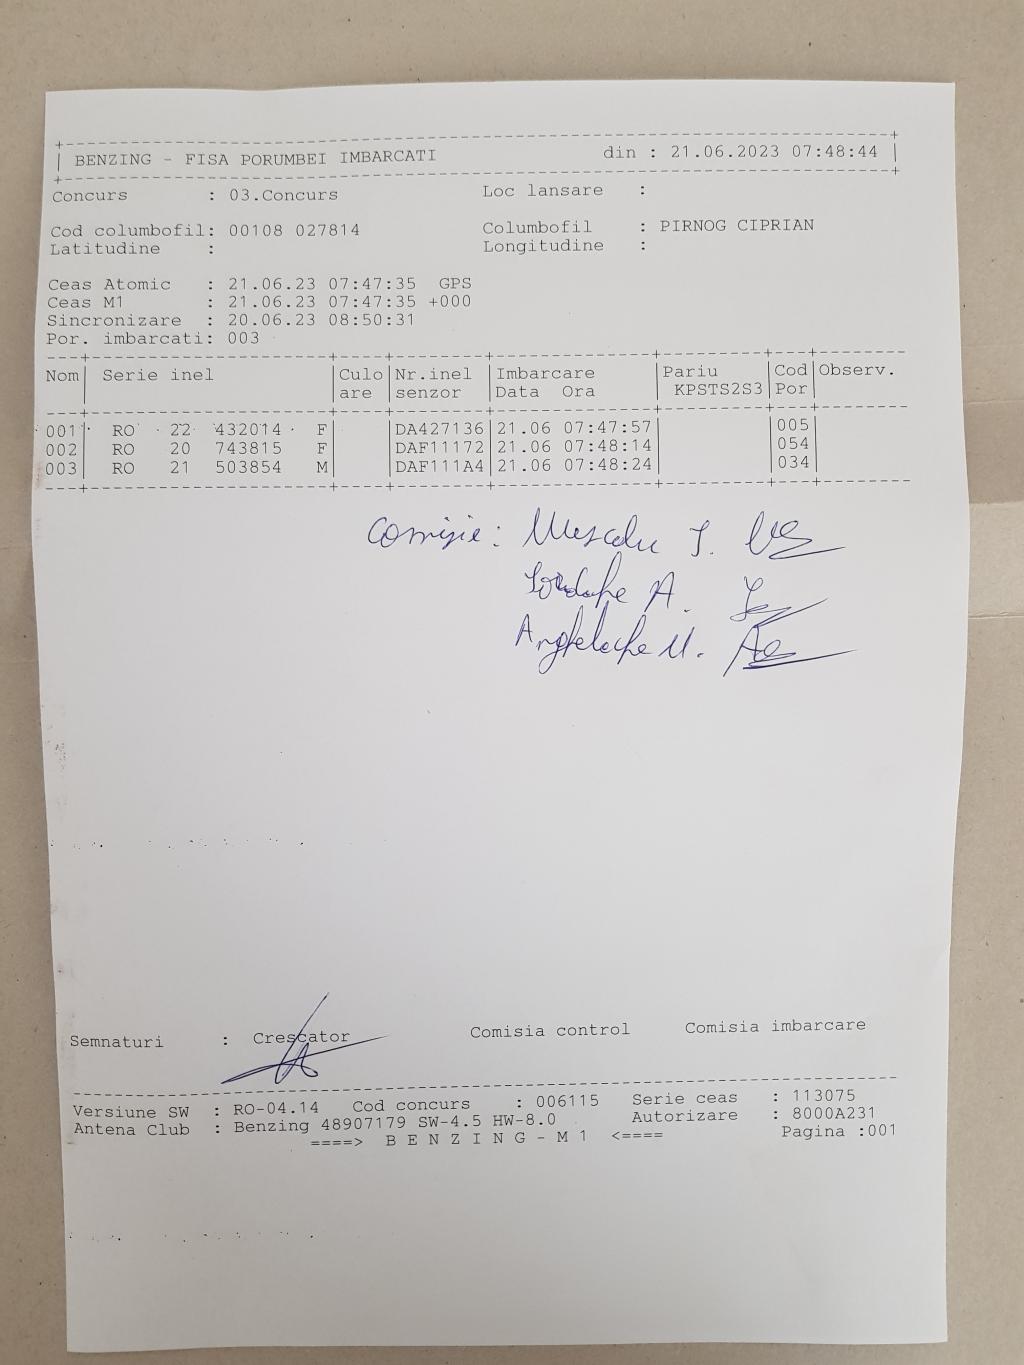 BENZING - FISA PORUMBEI IMBARCATI din : 21.06.2023 07:48:44
Concurs : 03.Concurs Loc lansare :
Cod columbofil: 00108 027814 Columbofil : PIRNOG CIPRIAN
Latitudine : Longitudine :
Ceas Atomic : 21.06.23 07:47:35 GPS
Ceas M1 : 21.06.23 07:47:35 +000
Sincronizare : 20.06.23 08:50:31
Por. imbarcati: 003
Nom Serie inel Culo Nr.inel Imbarcare Pariu Cod Observ.
are senzor Data Ora KPSTS2S3 Por
001 RO 22 432014 F DA427136 21.06 07:47:57 005
002 RO 20 743815 F DAF11172 21.06 07:48:14 054
003 RO 21 503854 M DAF111A4 21.06 07:48:24 034
Comisie: I.
A.
Anghelache M.
Semnaturi : Crescator Comisia control Comisia imbarcare
Versiune SW : RO-04.14 Cod concurs : 006115 Serie ceas : 113075
Antena Club : Benzing 48907179 SW-4.5 HW-8.0 Autorizare : 8000A231
====> B E N Z I N G - M 1 <==== Pagina :001